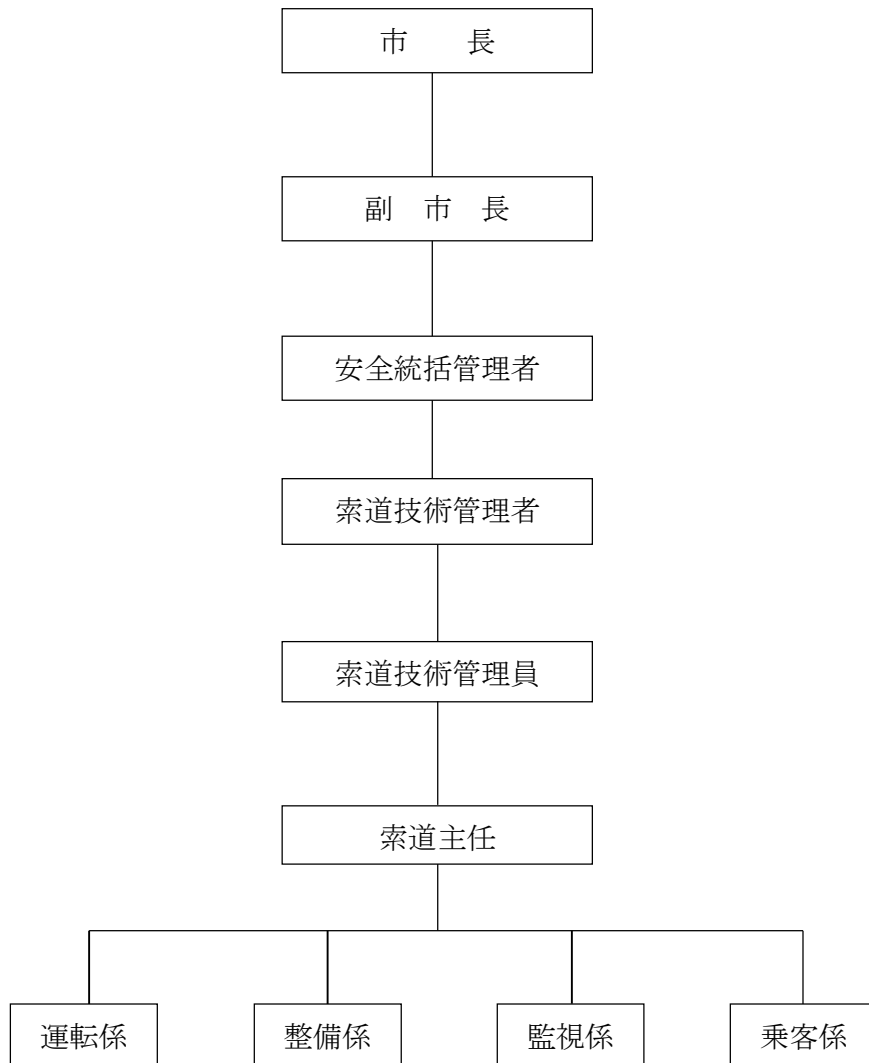 市　　長
副　市　長
安全統括管理者
索道技術管理者
索道技術管理員
索道主任
運転係　整備係　監視係　乗客係